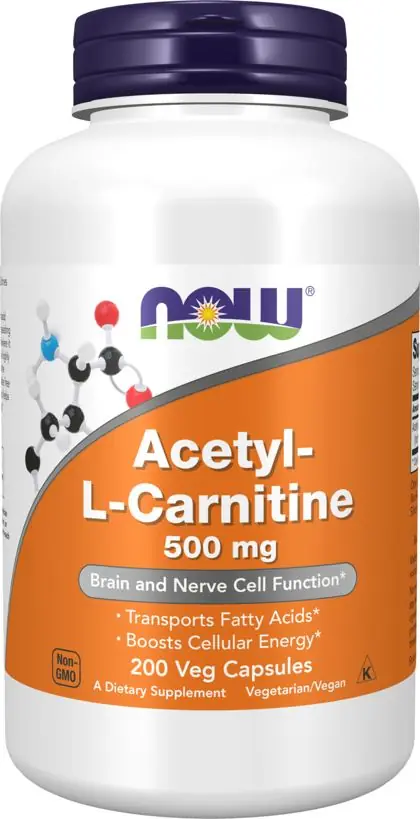 NOW®
Acetyl-
L-Carnitine
500 mg
Brain and Nerve Cell Function*
• Transports Fatty Acids*
• Boosts Cellular Energy*
200 Veg Capsules
Non-
GMO
A Dietary Supplement Vegetarian/Vegan
K